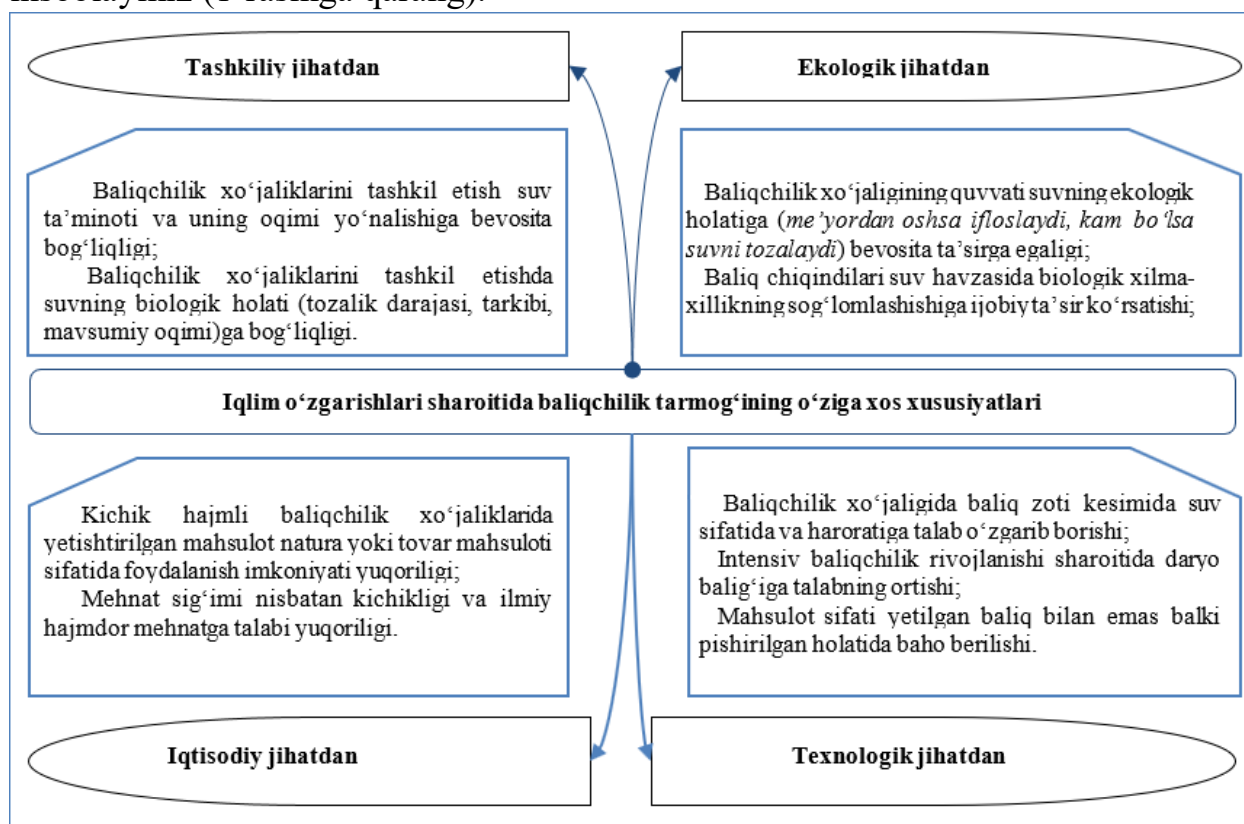 Tashkiliy jihatdan
Ekologik jihatdan
Baliqchilik xo‘jaliklarini tashkil etish suv
ta’minoti va uning oqimi yo‘nalishiga bevosita
bog‘liqligi;
Baliqchilik xo‘jaliklarini tashkil etishda
suvning biologik holati (tozalik darajasi, tarkibi,
mavsumiy oqimi)ga bog‘liqligi.
Baliqchilik xo‘jaligining quvvati suvning ekologik
holatiga (me’yordan oshsa ifloslaydi, kam bo‘lsa
suvni tozalaydi) bevosita ta’sirga egaligi;
Baliq chiqindilari suv havzasida biologik xilma-
xillikning sog‘lomlashishiga ijobiy ta’sir ko‘rsatishi;
Iqlim o‘zgarishlari sharoitida baliqchilik tarmog‘ining o‘ziga xos xususiyatlari
Kichik hajmli baliqchilik xo‘jaliklarida
yetishtirilgan mahsulot natura yoki tovar mahsuloti
sifatida foydalanish imkoniyati yuqoriligi;
Mehnat sig‘imi nisbatan kichikligi va ilmiy
hajmdor mehnatga talabi yuqoriligi.
Baliqchilik xo‘jaligida baliq zoti kesimida suv
sifatida va haroratiga talab o‘zgarib borishi;
Intensiv baliqchilik rivojlanishi sharoitida daryo
balig‘iga talabning ortishi;
Mahsulot sifati yetilgan baliq bilan emas balki
pishirilgan holatida baho berilishi.
Iqtisodiy jihatdan
Texnologik jihatdan